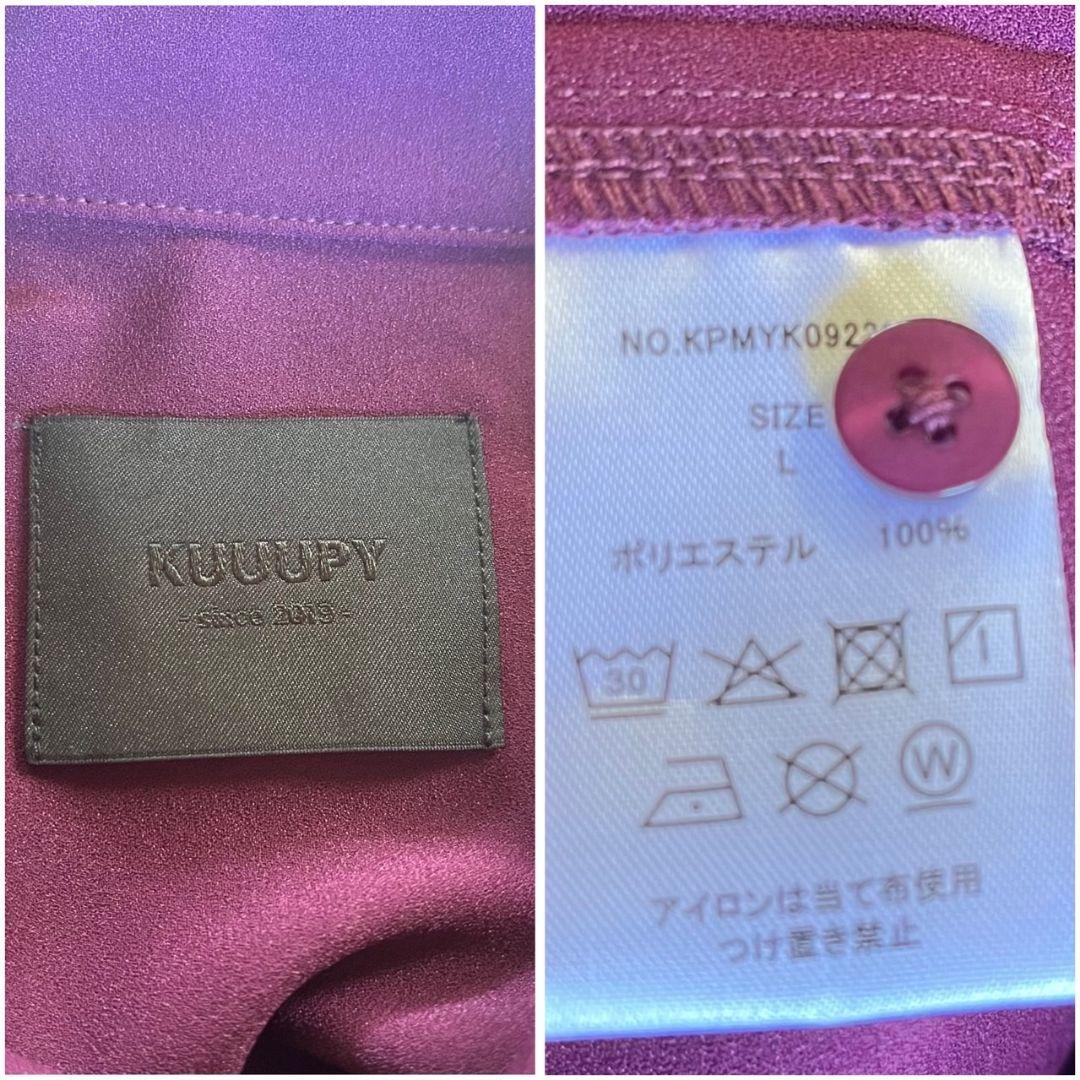 KUUUPY
- since 2019 -
NO.KPMYK092
SIZE
L
ポリエステル 100%
30
W
アイロンは当て布使用
つけ置き禁止